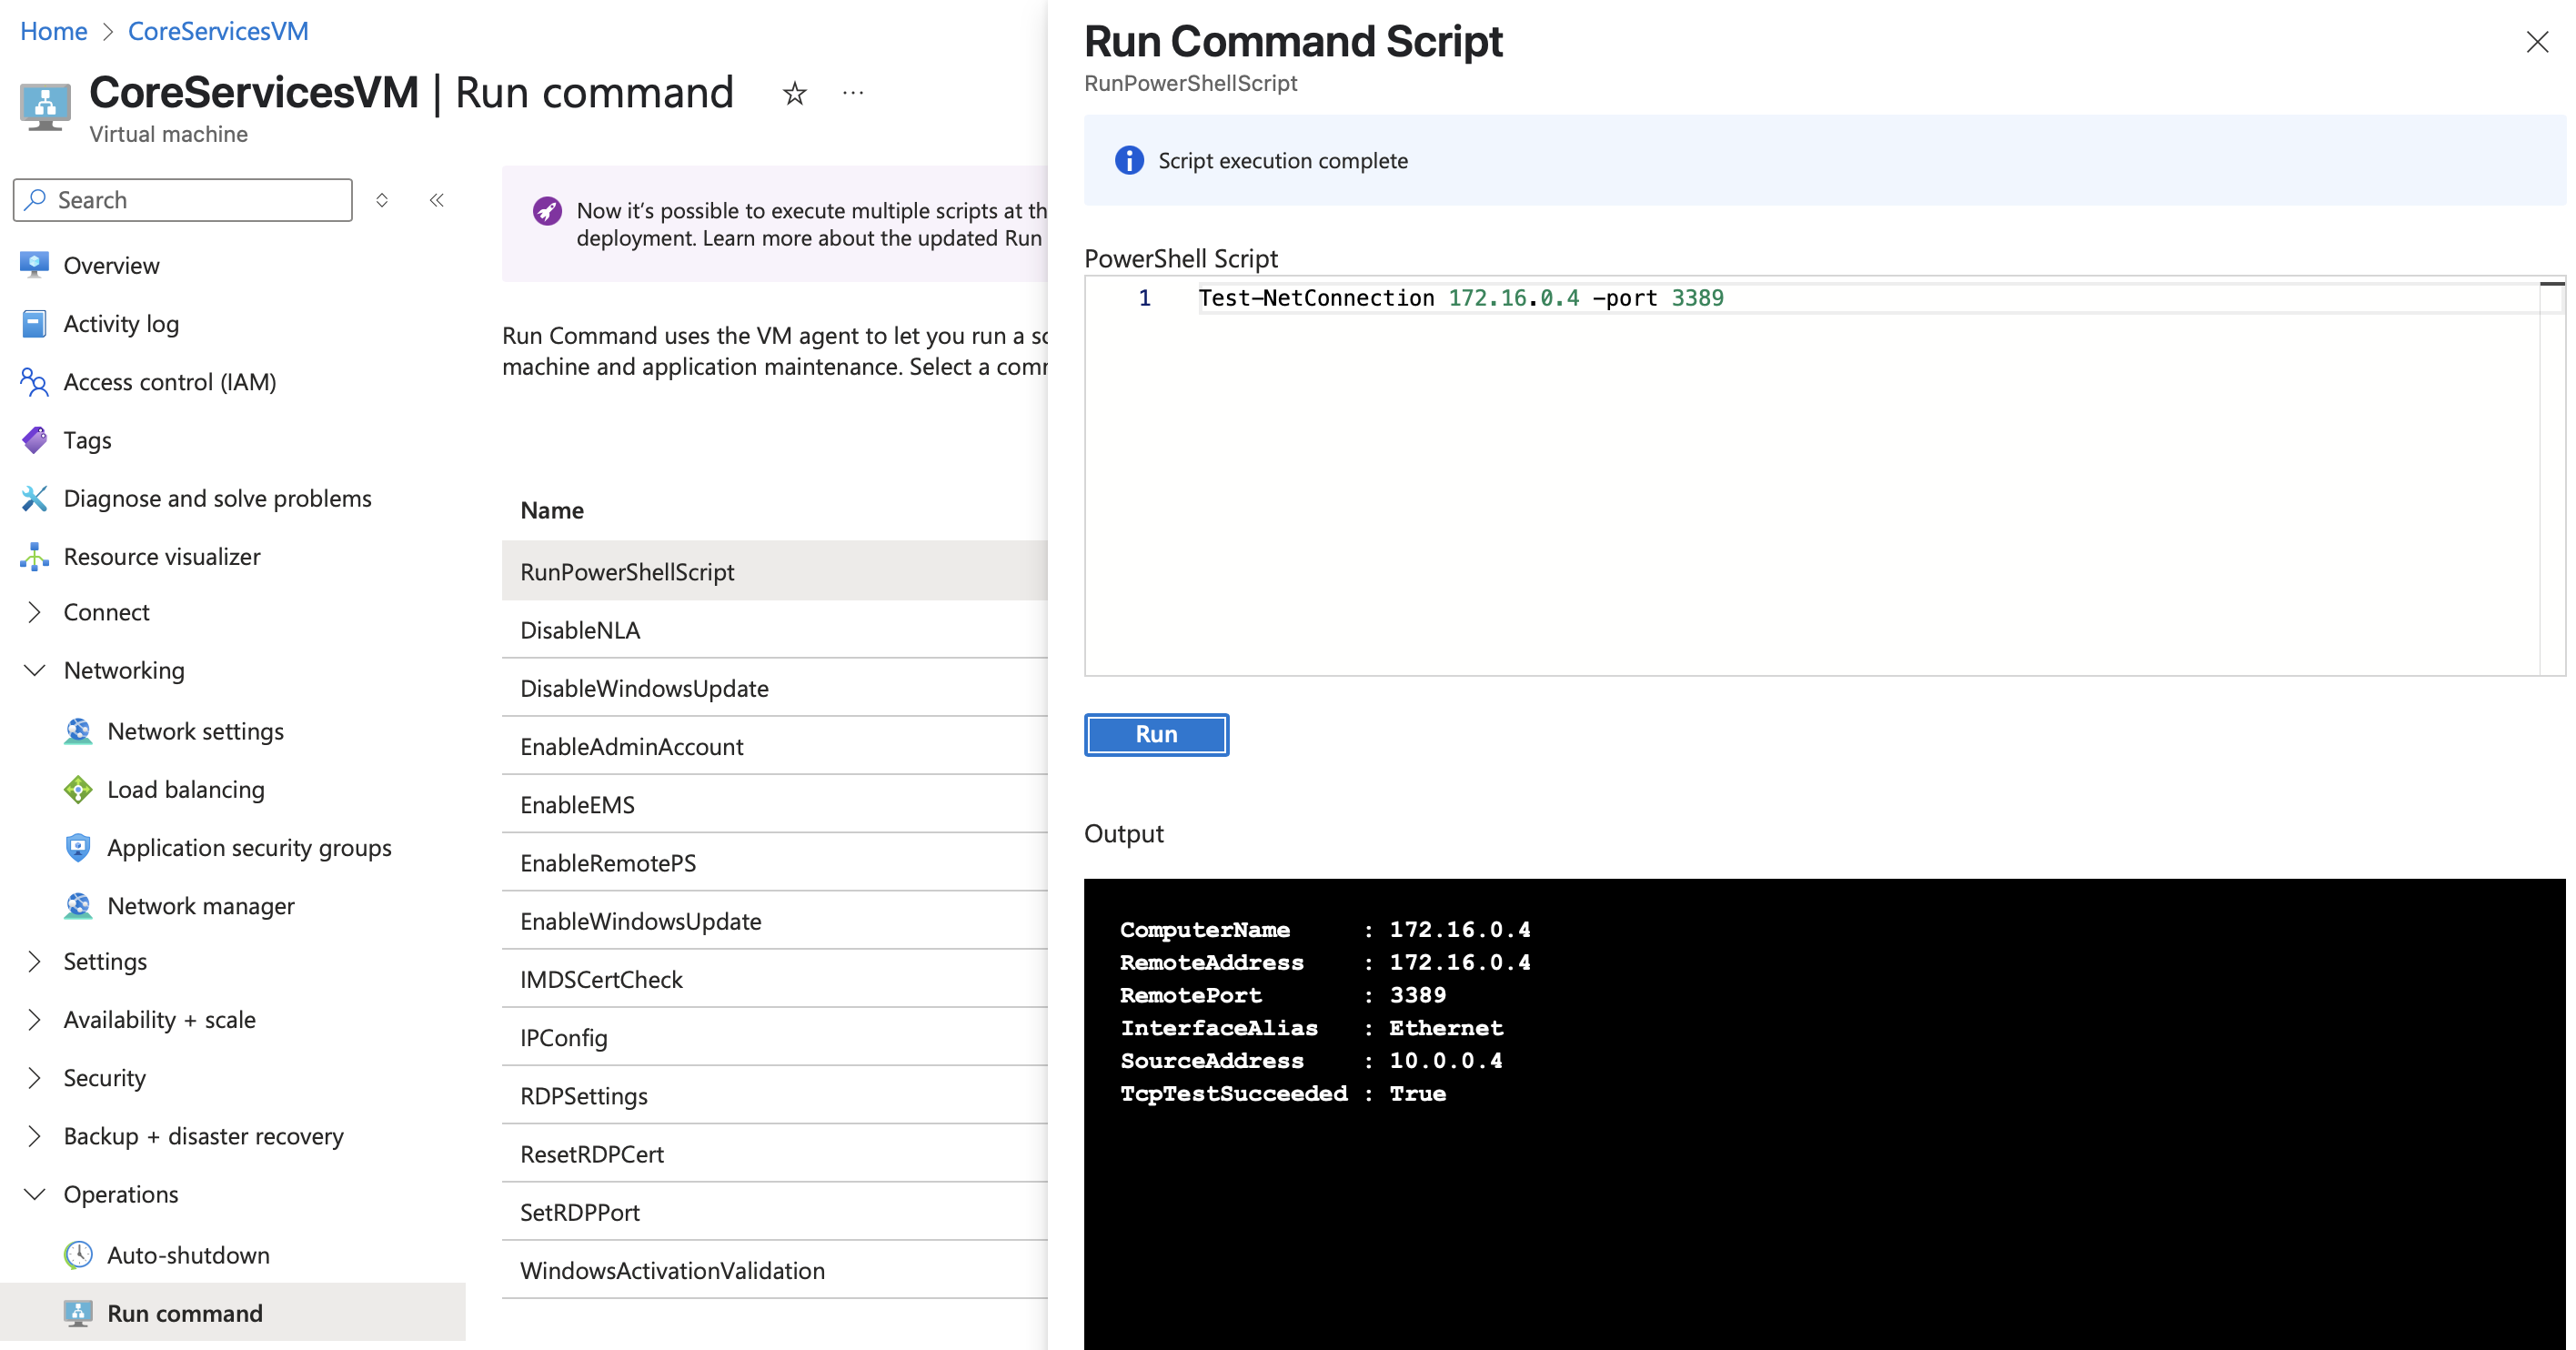 Home > CoreServicesVM
CoreServicesVM | Run command
Virtual machine
Search
Overview
Activity log
Access control (IAM)
Tags
Diagnose and solve problems
Resource visualizer
Connect
Networking
Network settings
Load balancing
Application security groups
Network manager
Settings
Availability + scale
Security
Backup + disaster recovery
Operations
Auto-shutdown
Run command
Now it's possible to execute multiple scripts at th
deployment. Learn more about the updated Run
Run Command uses the VM agent to let you run a sc
machine and application maintenance. Select a comm
Name
RunPowerShellScript
DisableNLA
DisableWindowsUpdate
EnableAdminAccount
EnableEMS
EnableRemotePS
EnableWindowsUpdate
IMDSCertCheck
IPConfig
RDPSettings
ResetRDPCert
SetRDPPort
WindowsActivationValidation
Run Command Script
RunPowerShellScript
Script execution complete
PowerShell Script
1 Test-NetConnection 172.16.0.4 -port 3389
Run
Output
ComputerName : 172.16.0.4
RemoteAddress : 172.16.0.4
RemotePort : 3389
InterfaceAlias : Ethernet
SourceAddress : 10.0.0.4
TcpTestSucceeded : True